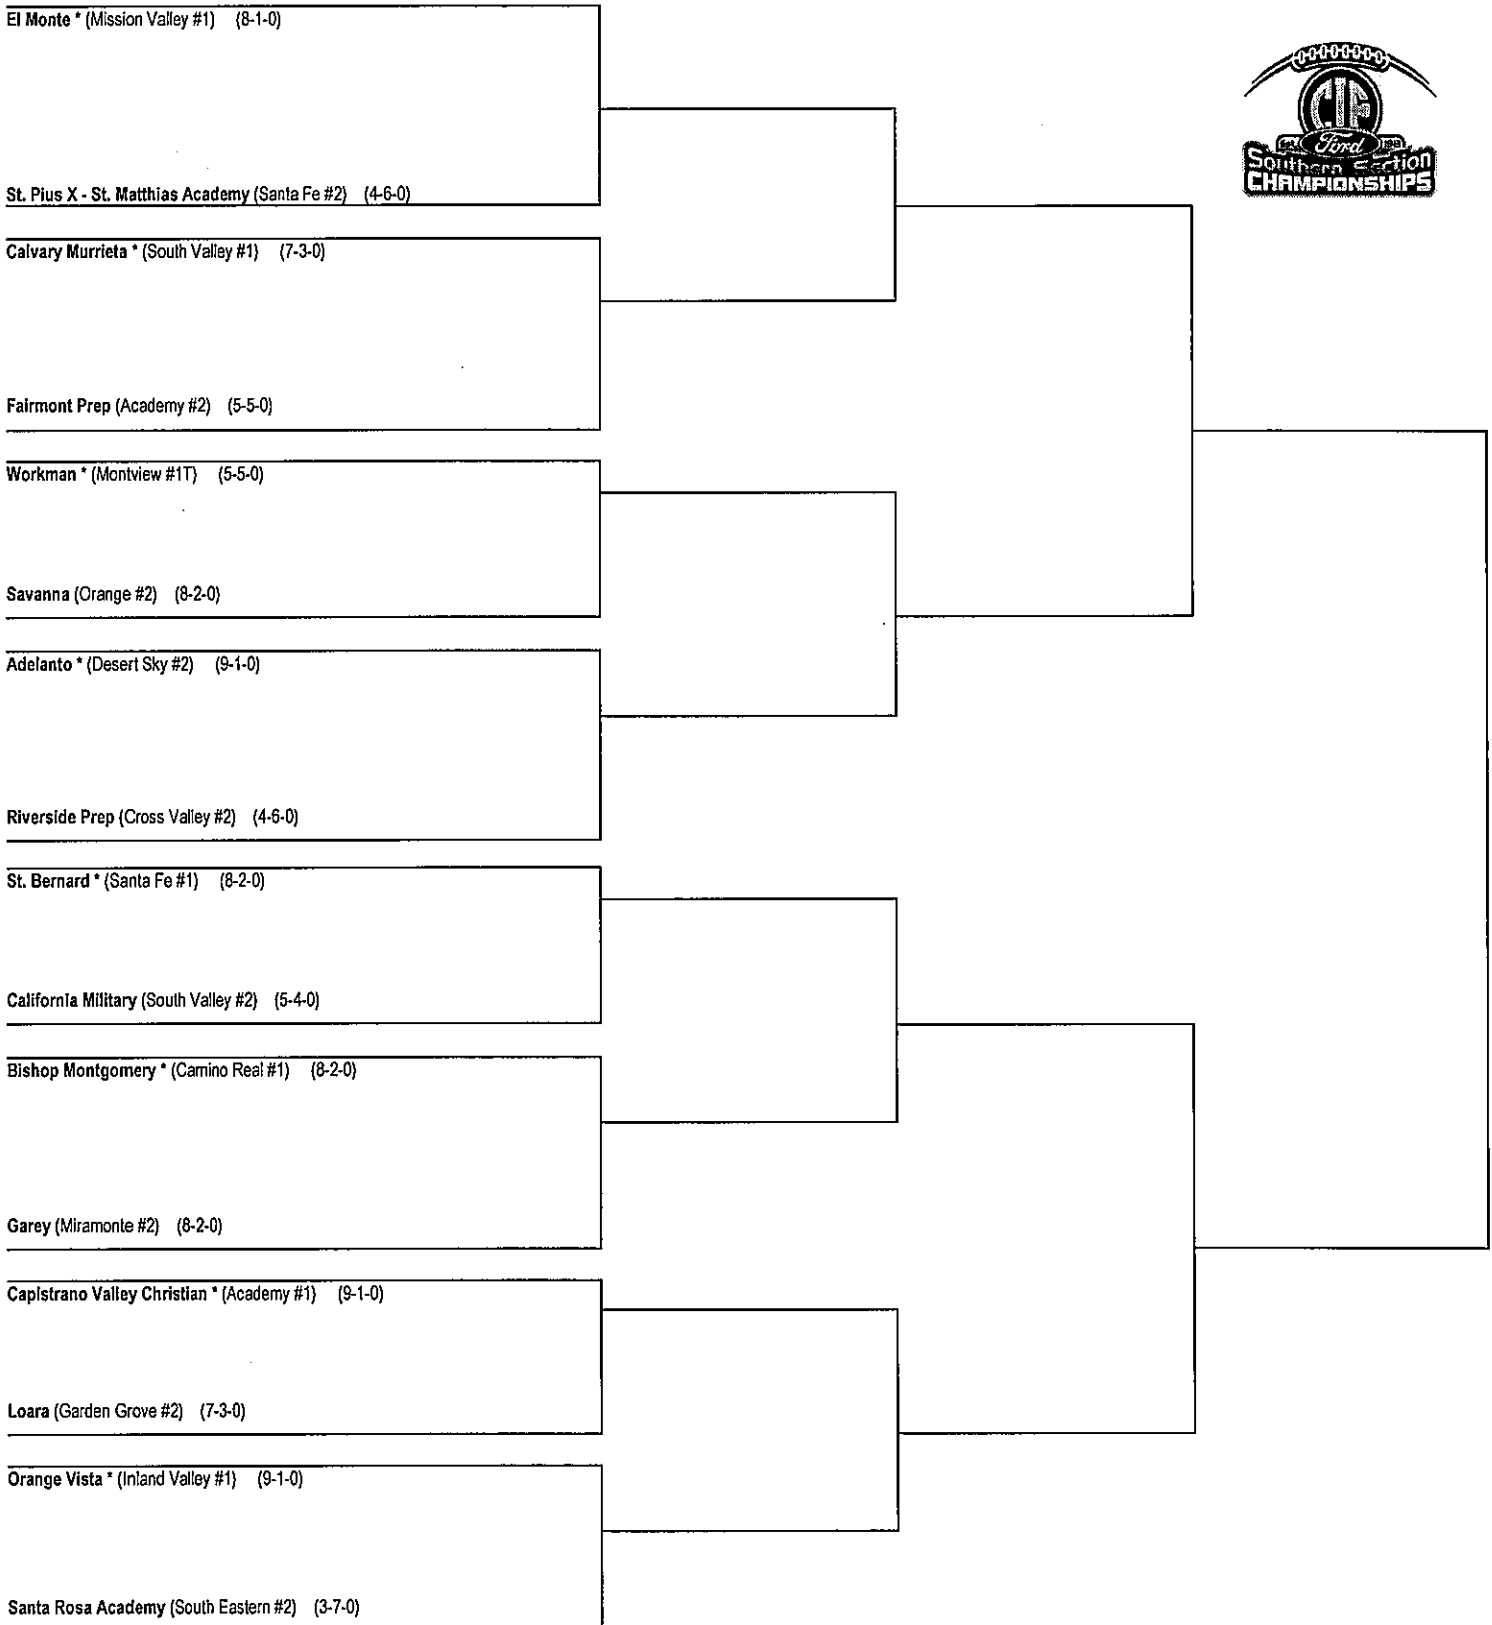 El Monte * (Mission Valley #1) (8-1-0)
CIF
Ford
Southern Section
CHAMPIONSHIPS
St. Pius X - St. Matthias Academy (Santa Fe #2) (4-6-0)
Calvary Murrieta * (South Valley #1) (7-3-0)
Fairmont Prep (Academy #2) (5-5-0)
Workman * (Montview #1T) (5-5-0)
Savanna (Orange #2) (8-2-0)
Adelanto * (Desert Sky #2) (9-1-0)
Riverside Prep (Cross Valley #2) (4-6-0)
St. Bernard * (Santa Fe #1) (8-2-0)
California Military (South Valley #2) (5-4-0)
Bishop Montgomery * (Camino Real #1) (8-2-0)
Garey (Miramonte #2) (8-2-0)
Capistrano Valley Christian * (Academy #1) (9-1-0)
Loara (Garden Grove #2) (7-3-0)
Orange Vista * (Inland Valley #1) (9-1-0)
Santa Rosa Academy (South Eastern #2) (3-7-0)